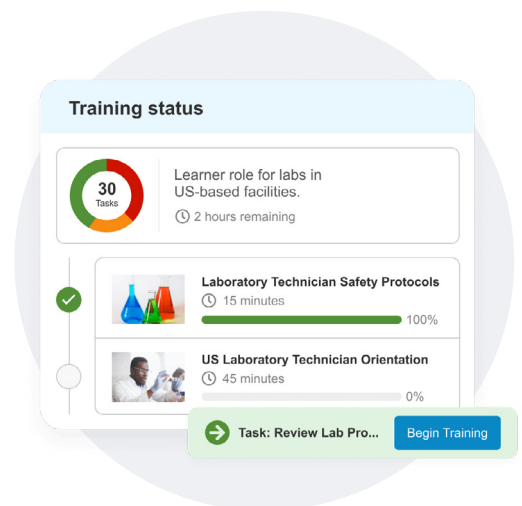 Training status
30
Tasks
Learner role for labs in
US-based facilities.
2 hours remaining
Laboratory Technician Safety Protocols
15 minutes
100%
US Laboratory Technician Orientation
45 minutes
0%
Task: Review Lab Pro...
Begin Training